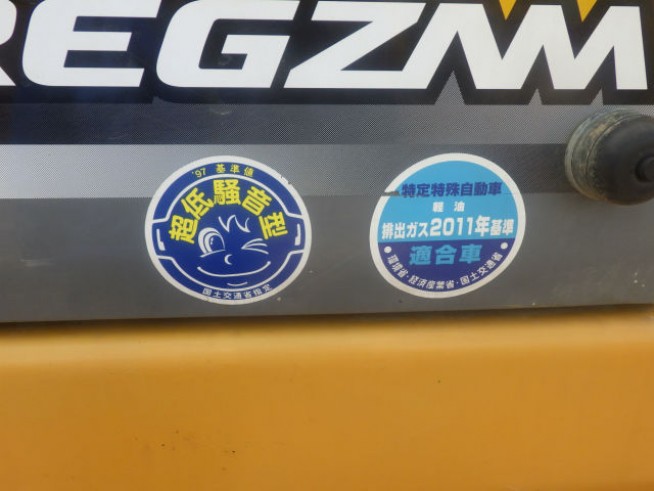 REGZAM
'97 基準値
超低騒音型
国土交通省指定
特定特殊自動車
軽油
排出ガス2011年基準
適合車
・環境省・経済産業省・国土交通省・